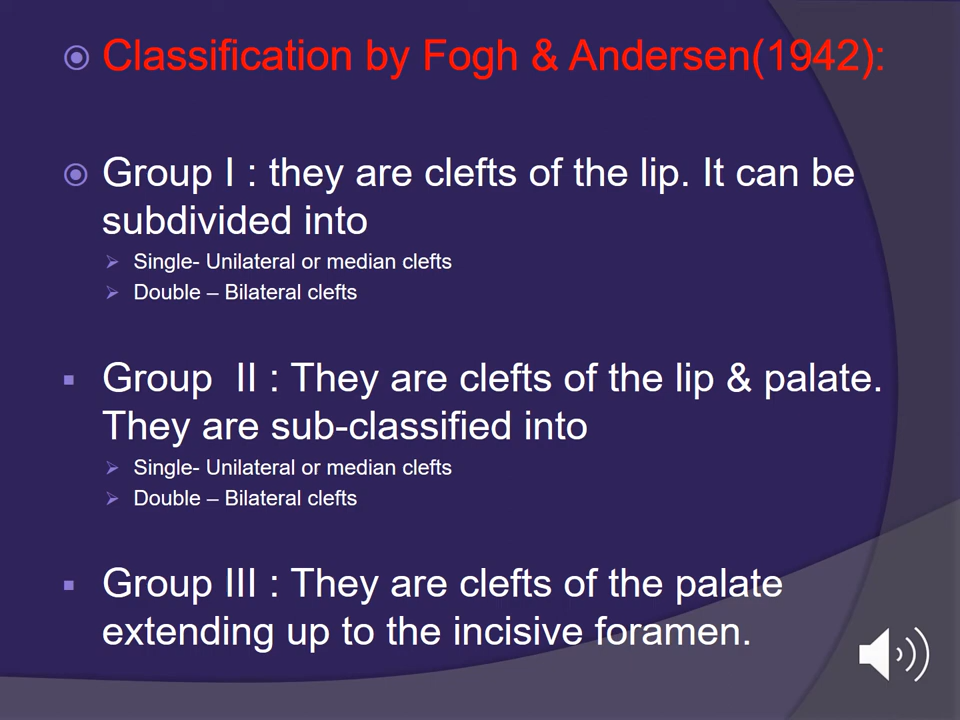 Classification by Fogh & Andersen(1942):
Group I : they are clefts of the lip. It can be
subdivided into
Single- Unilateral or median clefts
Double – Bilateral clefts
Group  II : They are clefts of the lip & palate.
They are sub-classified into
Single- Unilateral or median clefts
Double – Bilateral clefts
Group III : They are clefts of the palate
extending up to the incisive foramen.